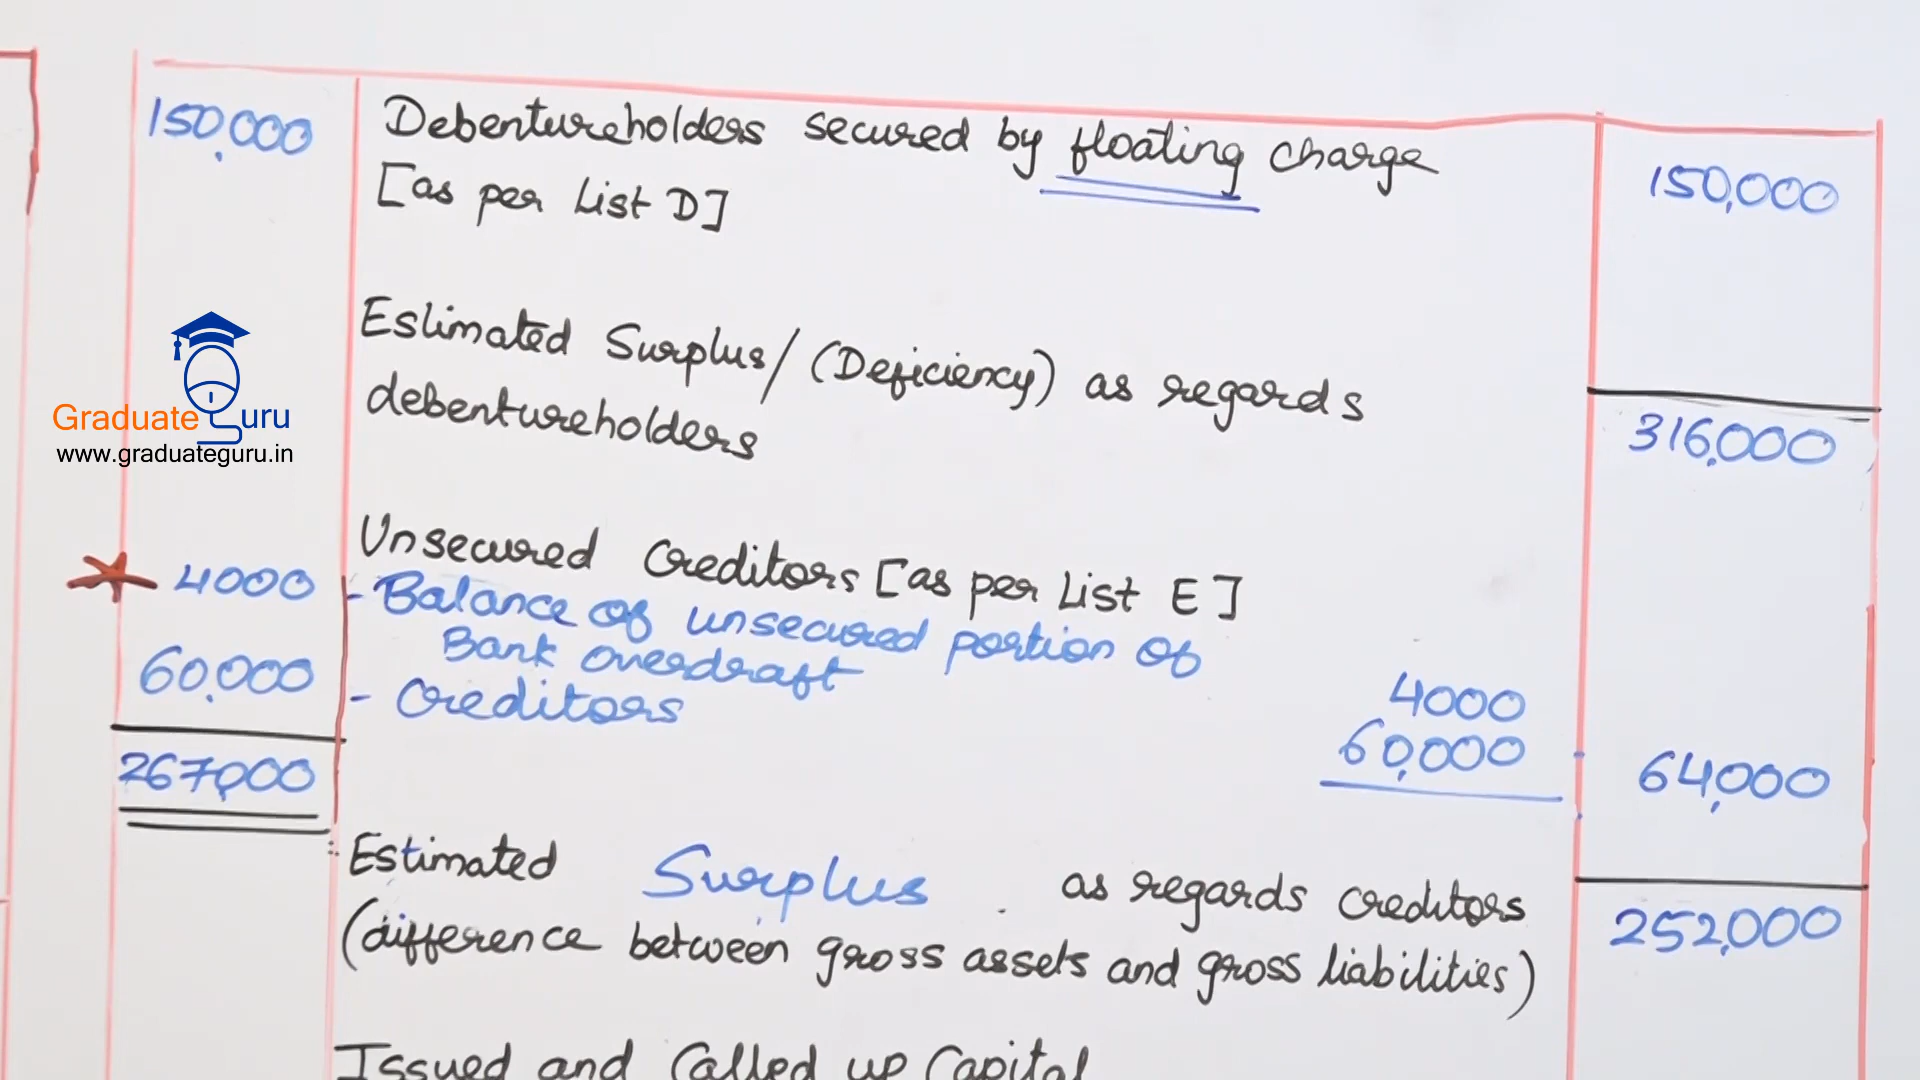 150,000 Debentureholders secured by floating charge 150,000
[as per List D]
Estimated Surplus/(Deficiency) as regards
debentureholders 316,000
Graduate Guru
www.graduateguru.in
Unsecured Creditors [as per List E]
4000 - Balance of unsecured portion of
Bank overdraft 4000
60,000 - Creditors 60,000 64,000
267,000
Estimated Surplus as regards creditors 252,000
(difference between gross assets and gross liabilities)
Issued and Called up Capital